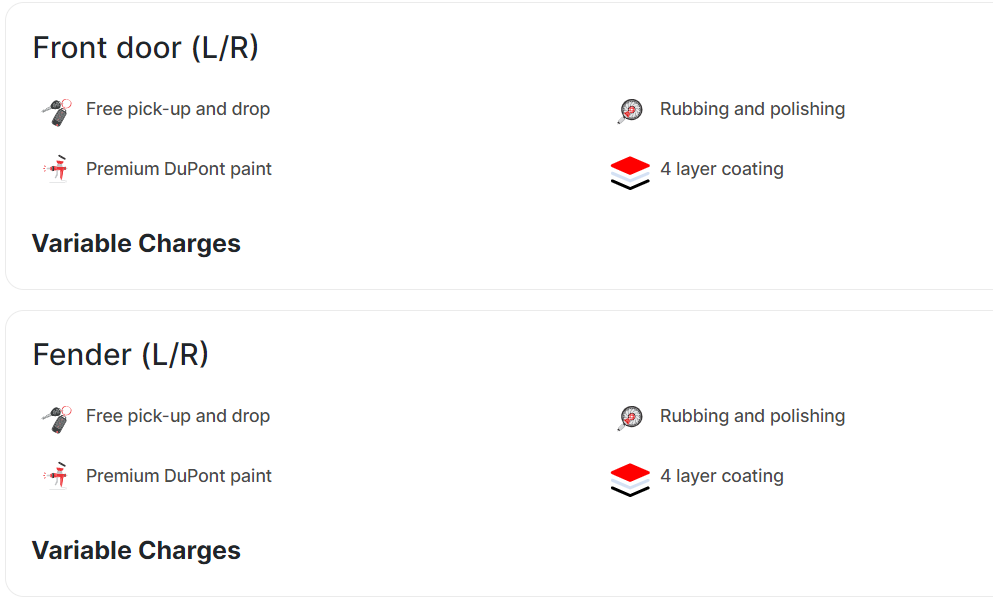 Front door (L/R)
Free pick-up and drop
Rubbing and polishing
Premium DuPont paint
4 layer coating
Variable Charges
Fender (L/R)
Free pick-up and drop
Rubbing and polishing
Premium DuPont paint
4 layer coating
Variable Charges